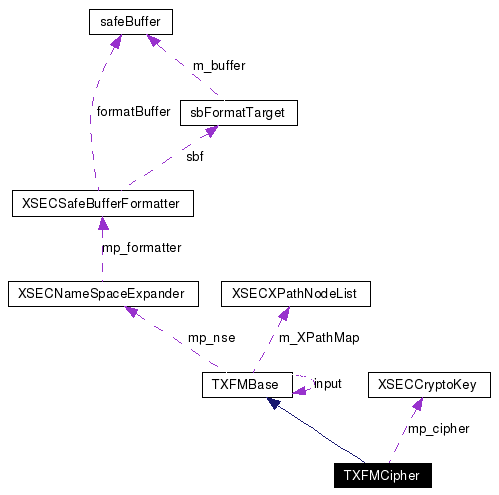 safeBuffer
m_buffer
formatBuffer
sbFormatTarget
sbf
XSECSafeBufferFormatter
mp_formatter
XSECNameSpaceExpander
XSECXPathNodeList
mp_nse
m_XPathMap
TXFMBase
input
XSECCryptoKey
mp_cipher
TXFMCipher